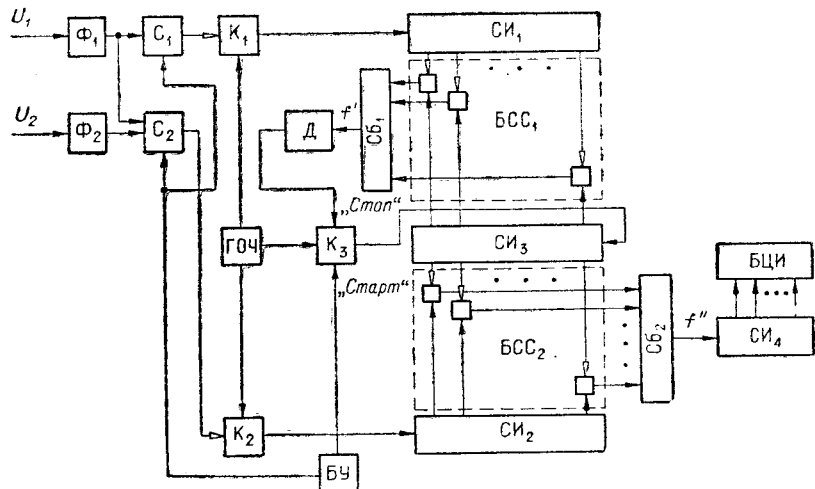 U₁
Ф₁
С₁
К₁
СИ₁
U₂
Ф₂
С₂
Д
f'
Сб₁
БСС₁
„Стоп“
ГОЧ
К₃
СИ₃
„Старт“
БСС₂
Сб₂
f''
БЦИ
СИ₄
К₂
СИ₂
БУ